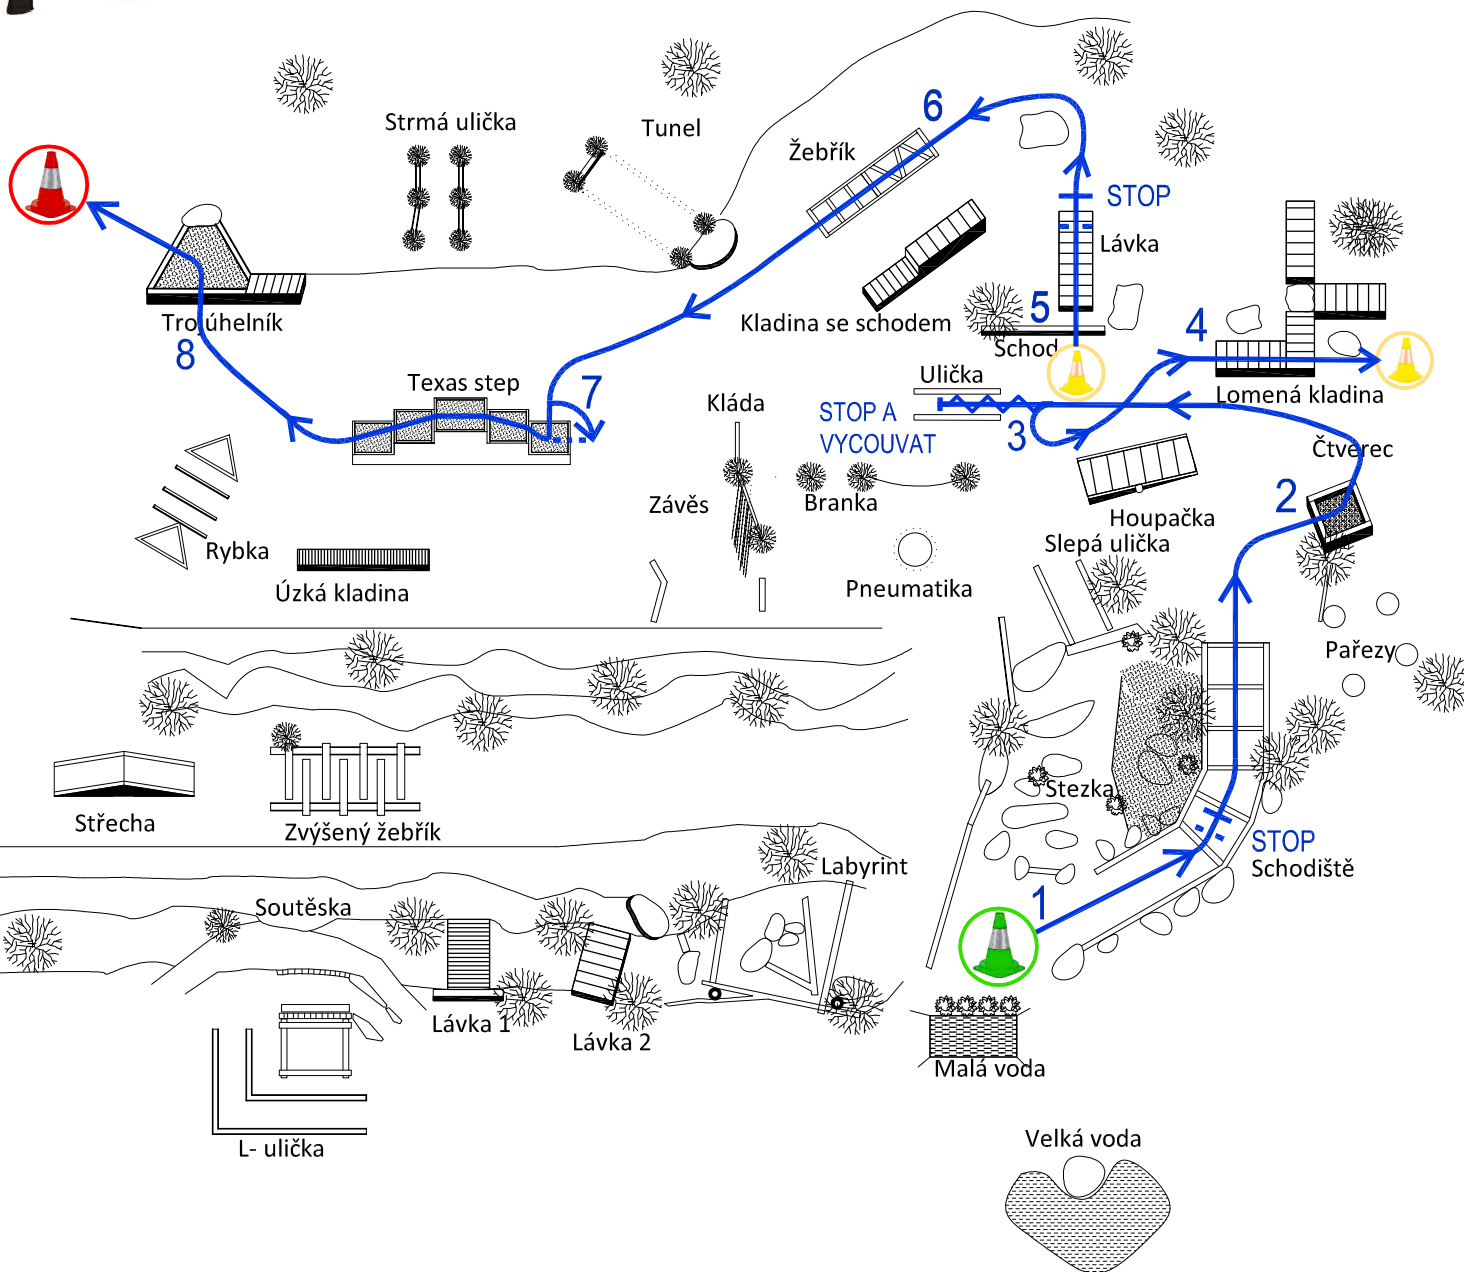 6
Strmá ulička
Tunel
Žebřík
STOP
Lávka
5
4
Trojúhelník
Kladina se schodem
Schod
8
Texas step
7
Ulička
Lomená kladina
Kláda
STOP A
VYCOUVAT
3
Čtverec
2
Závěs
Branka
Houpačka
Slepá ulička
Rybka
Úzká kladina
Pneumatika
Pařezy
Stezka
Střecha
Zvýšený žebřík
STOP
Schodiště
Labyrint
Soutěska
1
Lávka 1
Lávka 2
Malá voda
L- ulička
Velká voda